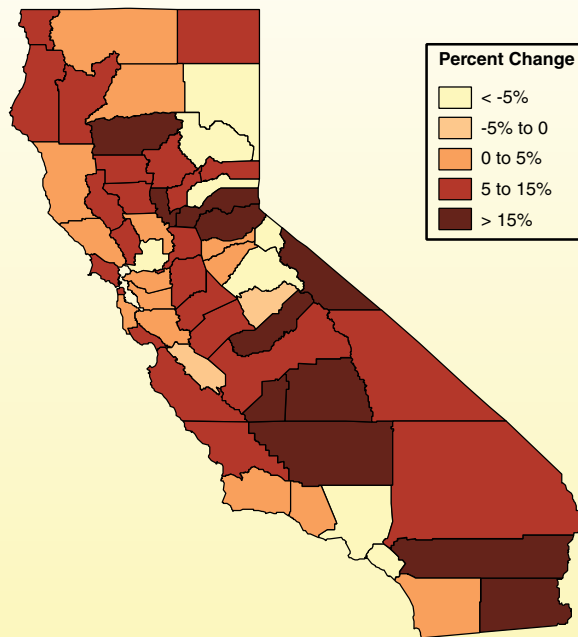 Percent Change
< -5%
-5% to 0
0 to 5%
5 to 15%
> 15%